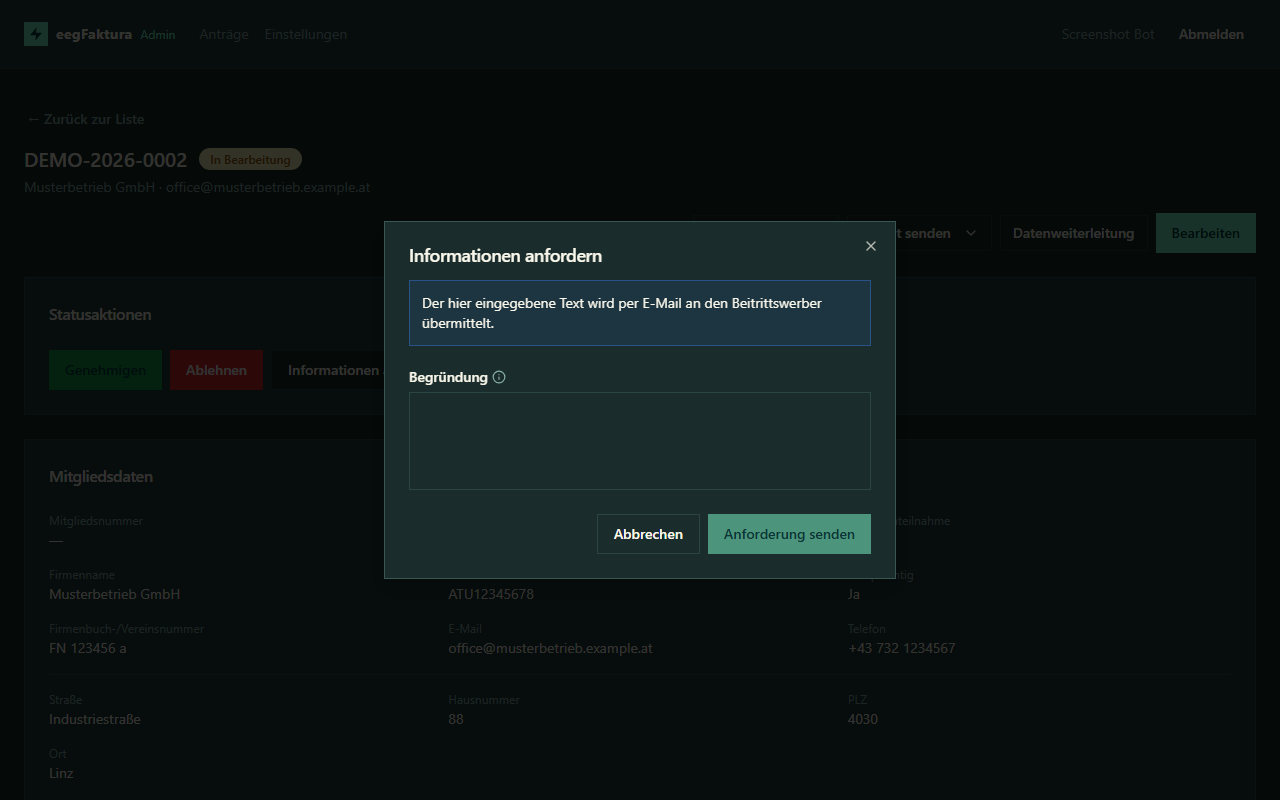 eegFaktura Admin Anträge Einstellungen Screenshot Bot Abmelden
← Zurück zur Liste
DEMO-2026-0002 In Bearbeitung
Musterbetrieb GmbH · office@musterbetrieb.example.at
t senden Datenweiterleitung Bearbeiten
Informationen anfordern
Der hier eingegebene Text wird per E-Mail an den Beitrittswerber
übermittelt.
Begründung
Abbrechen Anforderung senden
Statusaktionen
Genehmigen Ablehnen Informationen
Mitgliedsdaten
Mitgliedsnummer teilnahme
—
Firmenname tig
Musterbetrieb GmbH ATU12345678 Ja
Firmenbuch-/Vereinsnummer E-Mail Telefon
FN 123456 a office@musterbetrieb.example.at +43 732 1234567
Straße Hausnummer PLZ
Industriestraße 88 4030
Ort
Linz